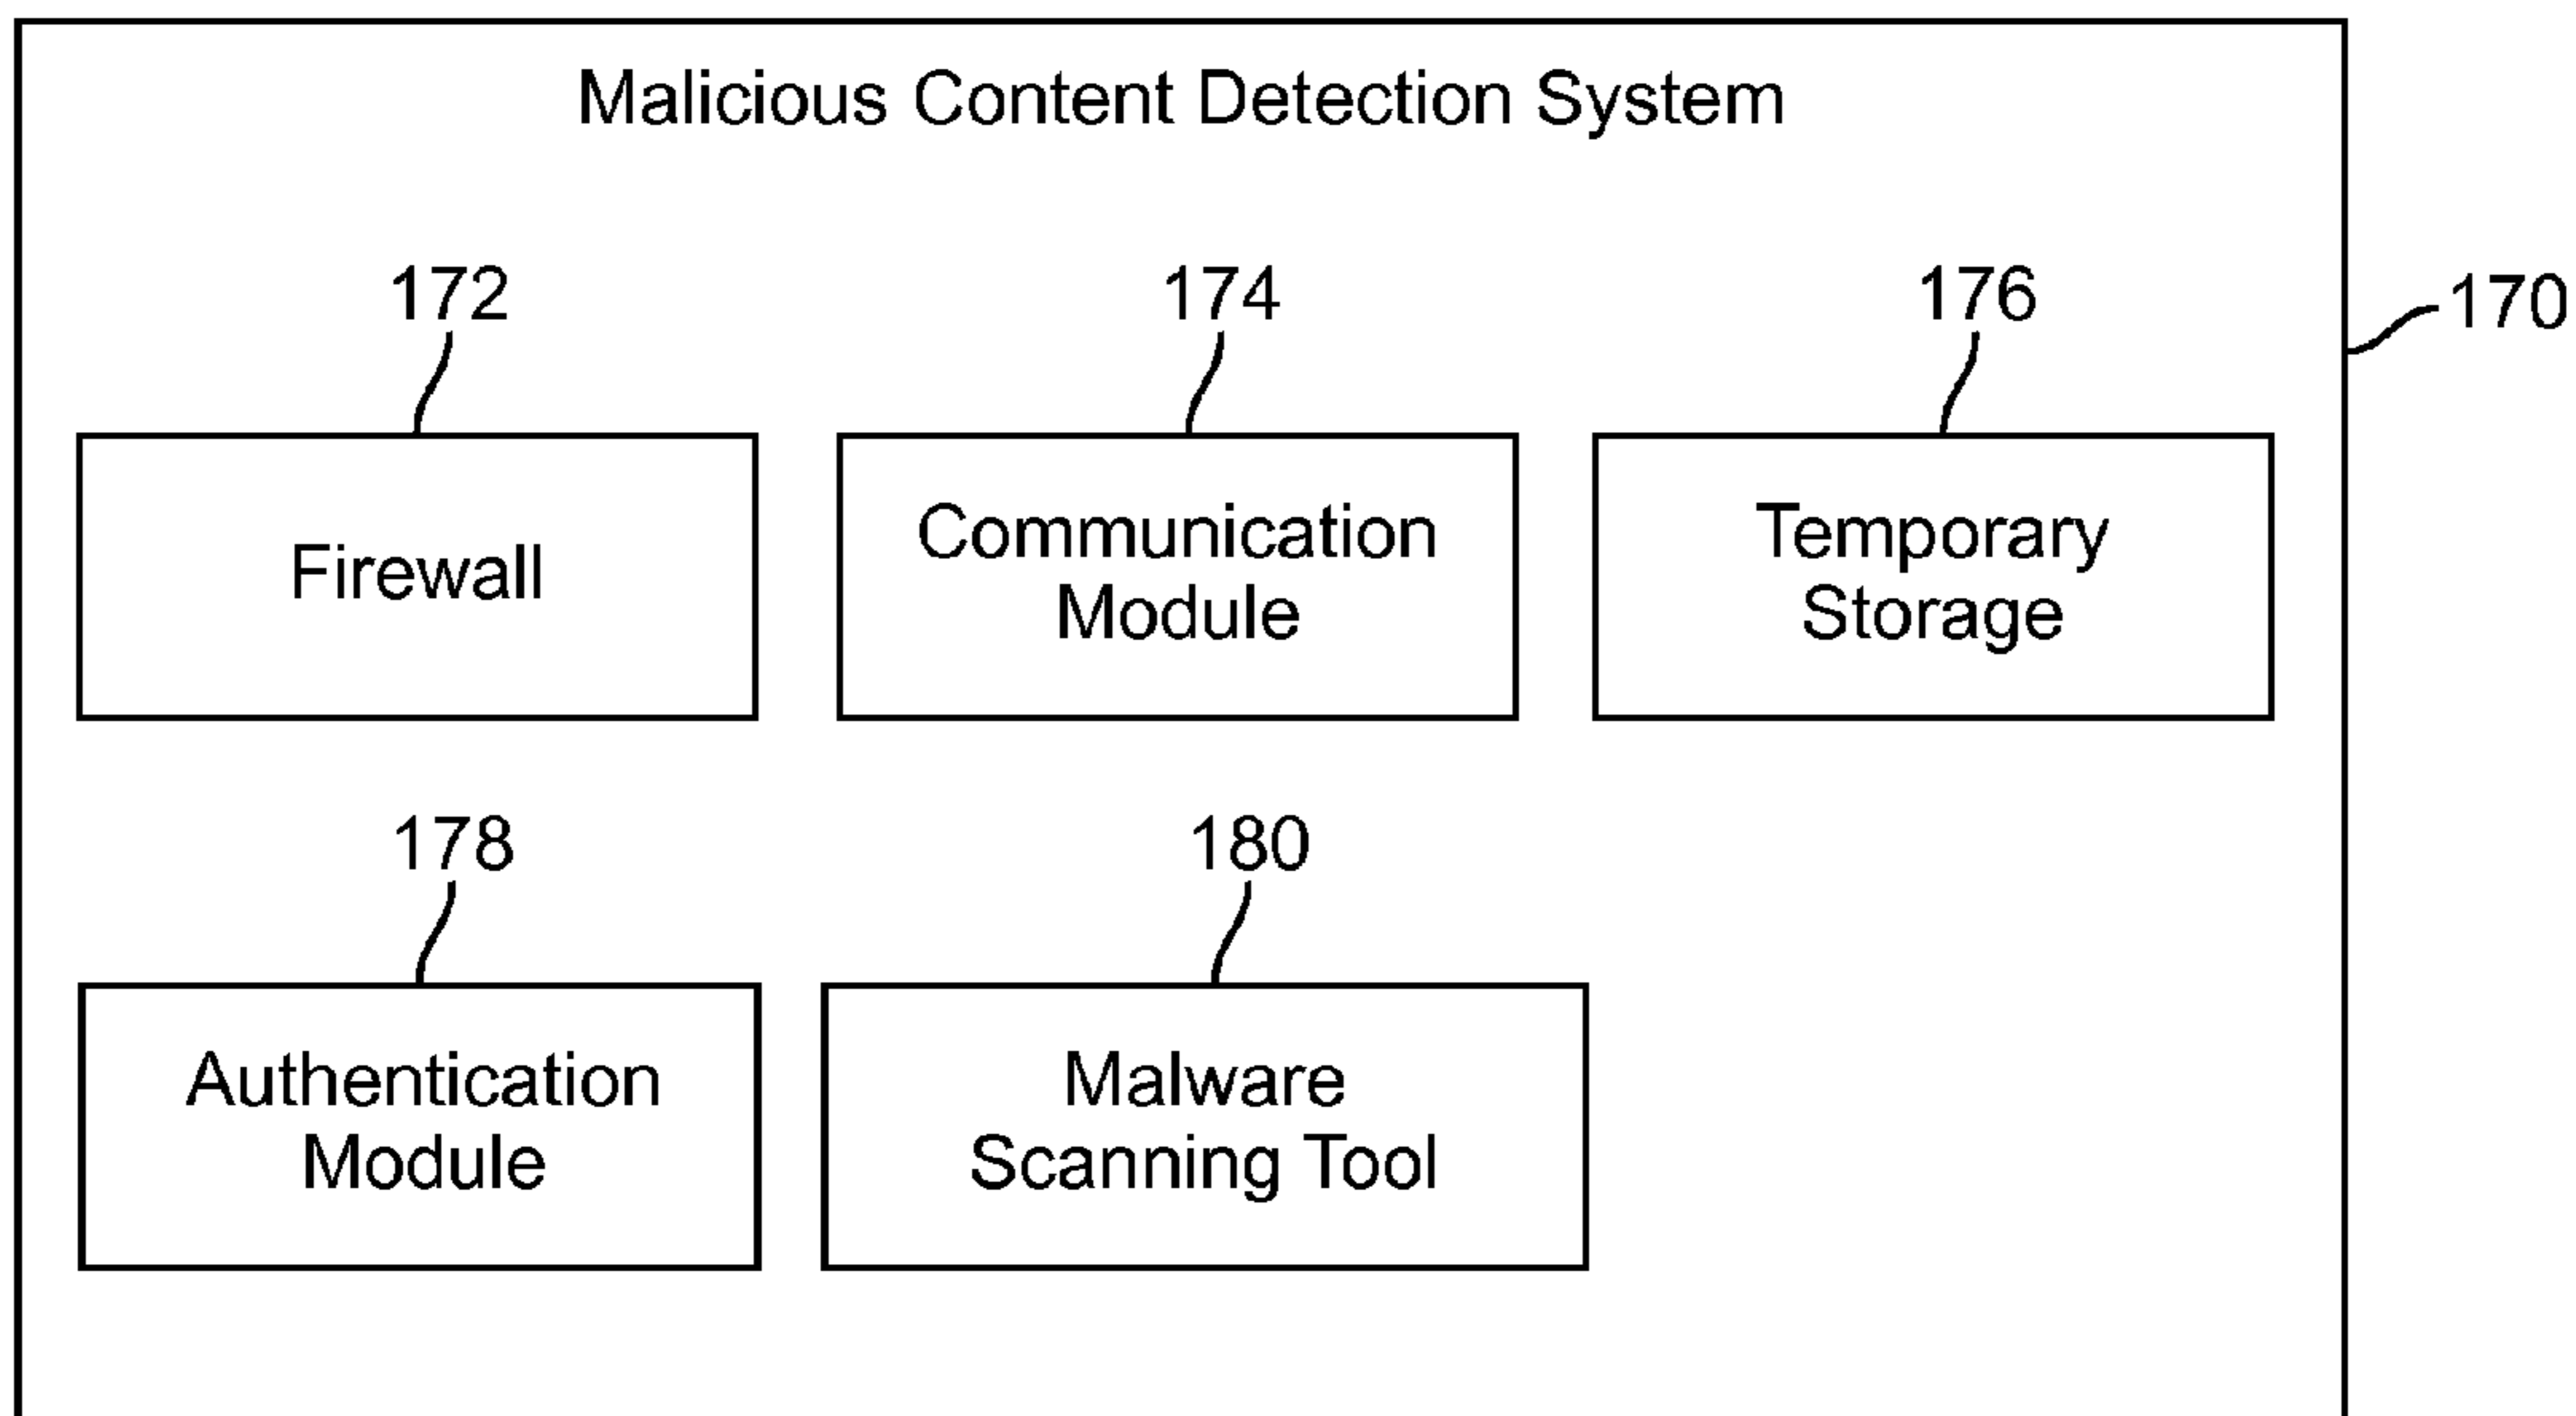 Malicious Content Detection System
172
174
176
170
Firewall
Communication
Module
Temporary
Storage
178
180
Authentication
Module
Malware
Scanning Tool